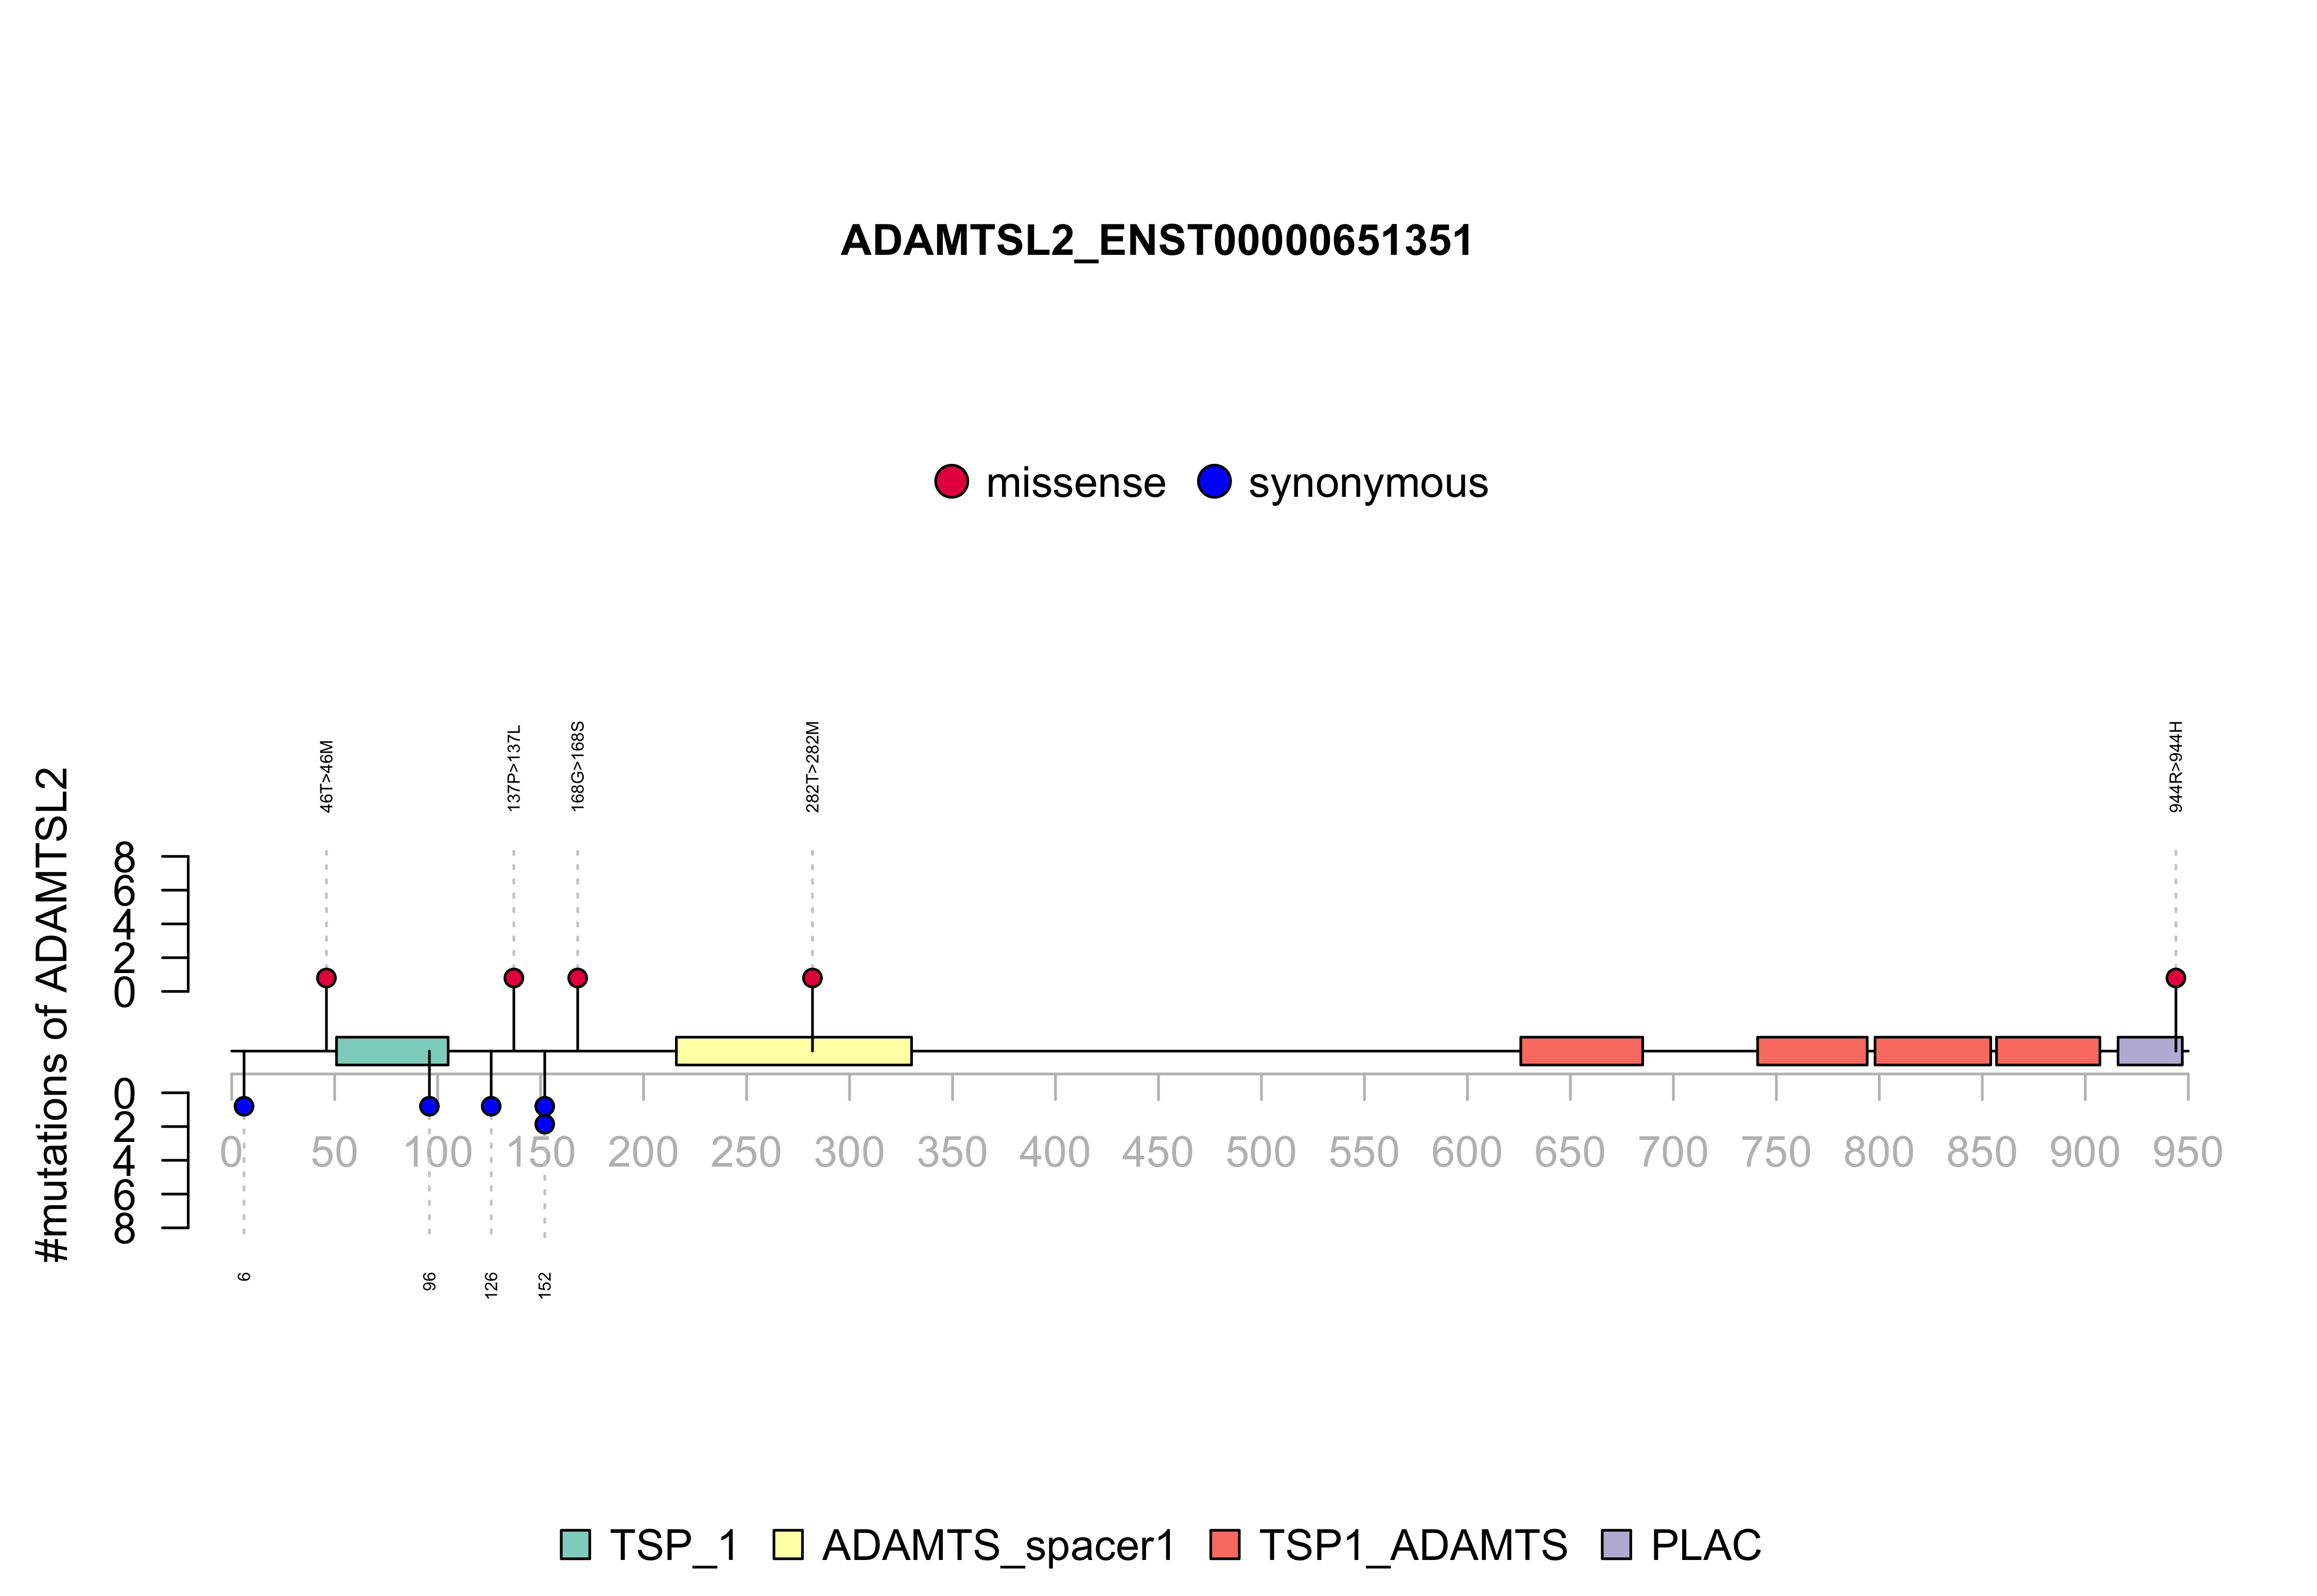 ADAMTSL2_ENST00000651351
missense synonymous
46T>46M 137P>137L 168G>168S 282T>282M 944R>944H
#mutations of ADAMTSL2
8
6
4
2
0
0
2
4
6
8
0 50 100 150 200 250 300 350 400 450 500 550 600 650 700 750 800 850 900 950
6 96 126 152
TSP_1 ADAMTS_spacer1 TSP1_ADAMTS PLAC